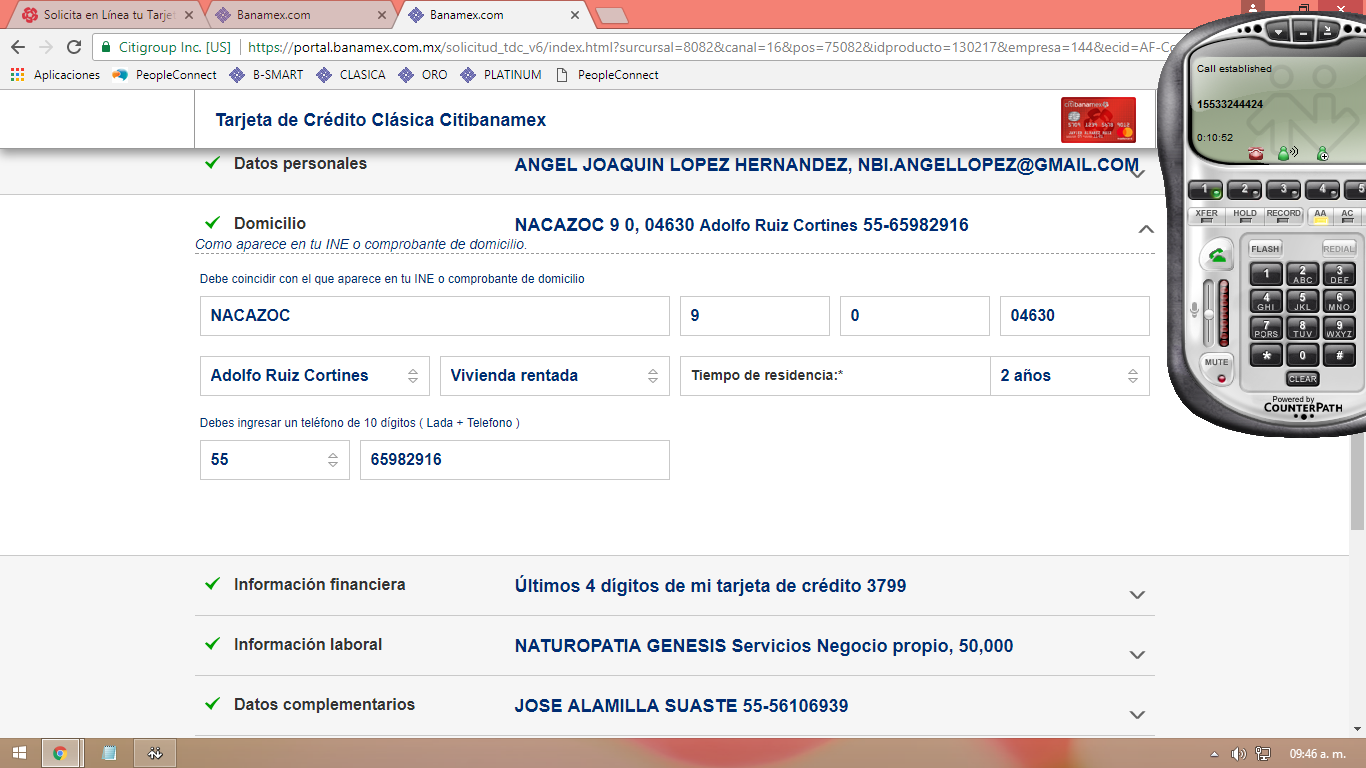 Solicita en Línea tu Tarjet
Banamex.com
Banamex.com
Citigroup Inc. [US]
https://portal.banamex.com.mx/solicitud_tdc_v6/index.html?surcursal=8082&canal=16&pos=75082&idproducto=130217&empresa=144&ecid=AF-Co
Aplicaciones PeopleConnect B-SMART CLASICA ORO PLATINUM PeopleConnect
Tarjeta de Crédito Clásica Citibanamex
citibanamex
Datos personales
ANGEL JOAQUIN LOPEZ HERNANDEZ, NBI.ANGELLOPEZ@GMAIL.COM
Domicilio
NACAZOC 9 0, 04630 Adolfo Ruiz Cortines 55-65982916
Como aparece en tu INE o comprobante de domicilio.
Debe coincidir con el que aparece en tu INE o comprobante de domicilio
NACAZOC 9 0 04630
Adolfo Ruiz Cortines Vivienda rentada Tiempo de residencia:* 2 años
Debes ingresar un teléfono de 10 dígitos ( Lada + Telefono )
55 65982916
Información financiera
Últimos 4 dígitos de mi tarjeta de crédito 3799
Información laboral
NATUROPATIA GENESIS Servicios Negocio propio, 50,000
Datos complementarios
JOSE ALAMILLA SUASTE 55-56106939
Call established
15533244424
0:10:52
1 2 3 4 5
XFER HOLD RECORD AA AC
FLASH REDIAL
1 2 ABC 3 DEF
4 GHI 5 JKL 6 MNO
7 PQRS 8 TUV 9 WXYZ
* 0 #
MUTE
CLEAR
Powered by
COUNTERPATH
09:46 a. m.